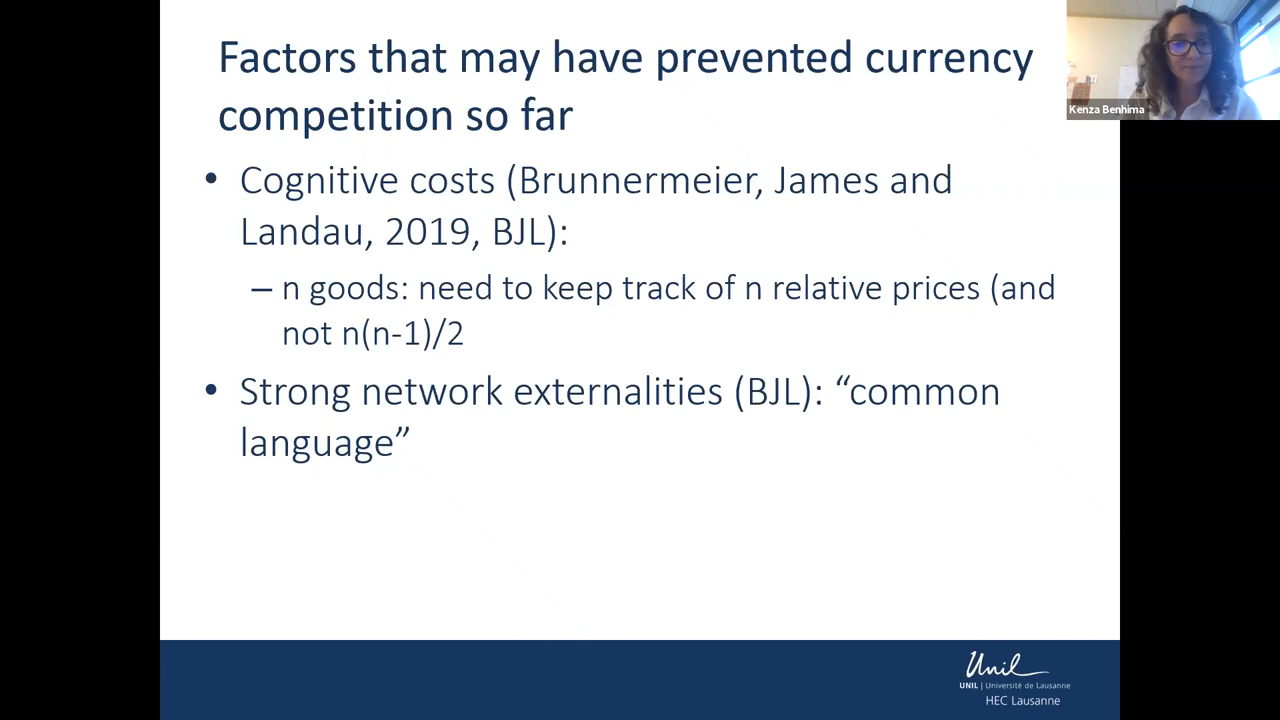 Factors that may have prevented currency
competition so far
Kenza Benhima
• Cognitive costs (Brunnermeier, James and
Landau, 2019, BJL):
– n goods: need to keep track of n relative prices (and
not n(n-1)/2
• Strong network externalities (BJL): “common
language”
Unil
UNIL | Université de Lausanne
HEC Lausanne